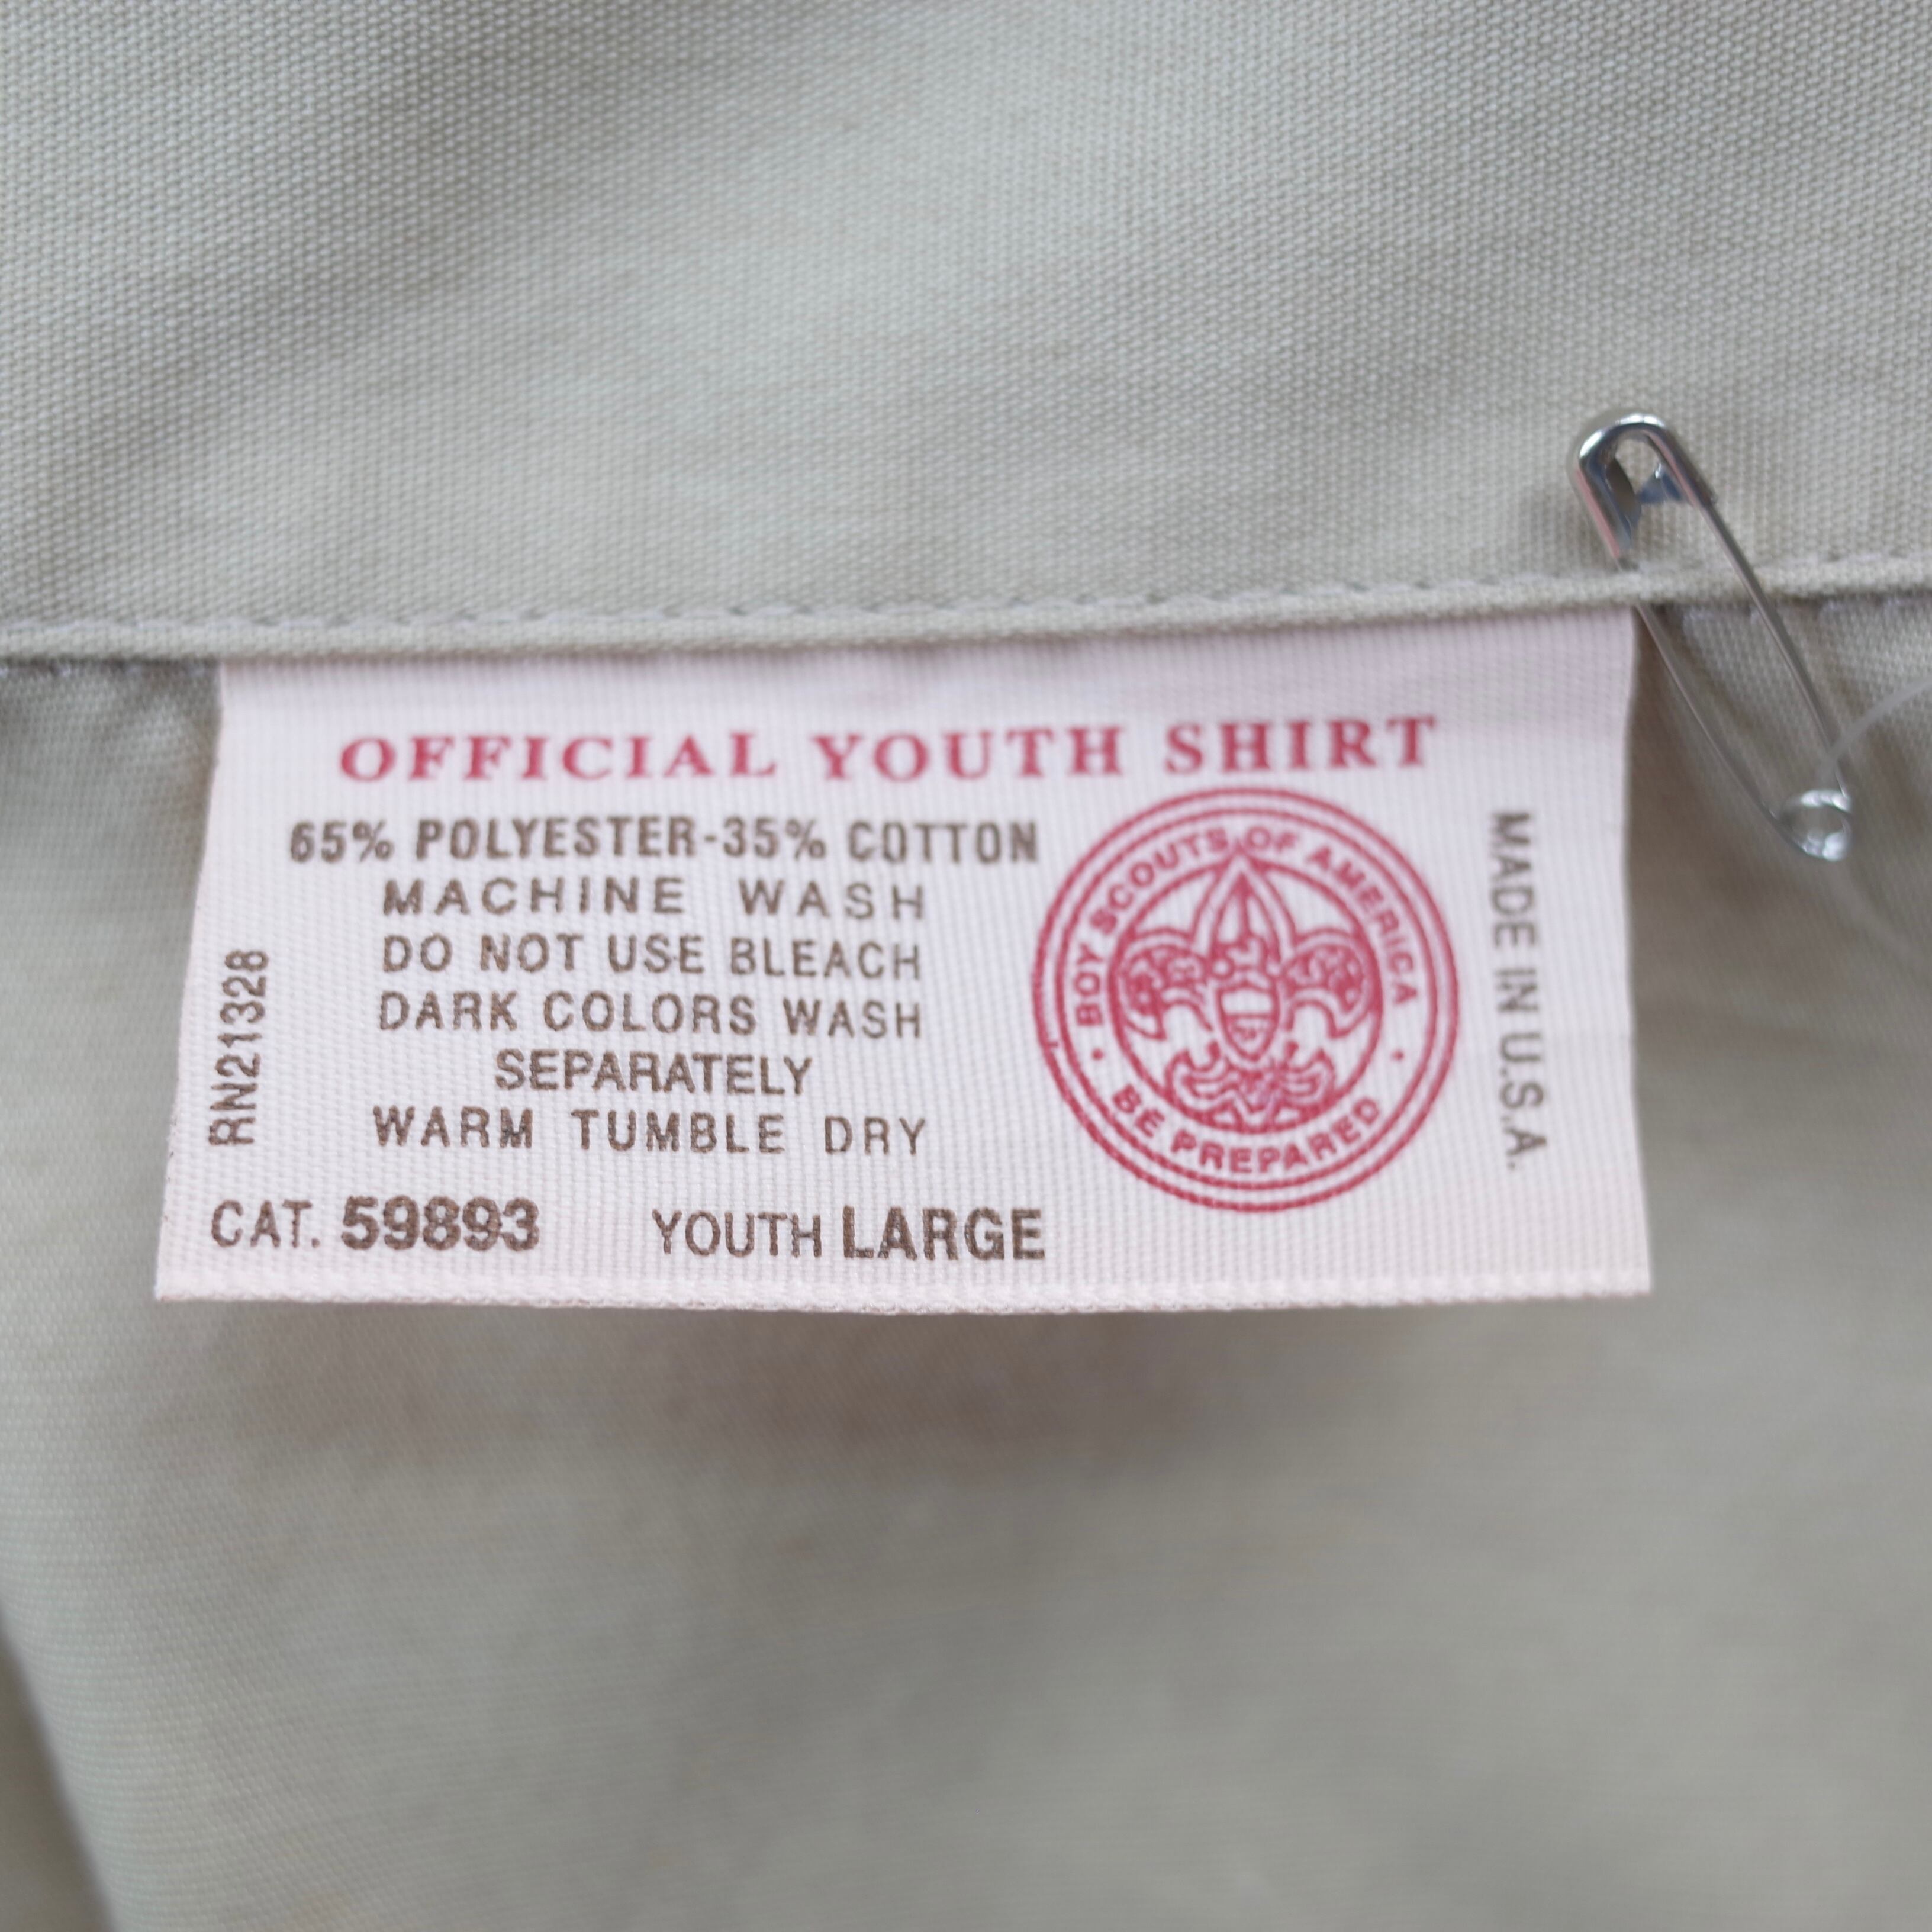 OFFICIAL YOUTH SHIRT
65% POLYESTER-35% COTTON
MACHINE WASH
DO NOT USE BLEACH
DARK COLORS WASH
SEPARATELY
WARM TUMBLE DRY
RN21328
CAT. 59893 YOUTH LARGE
BOY SCOUTS OF AMERICA
BE PREPARED
MADE IN U.S.A.